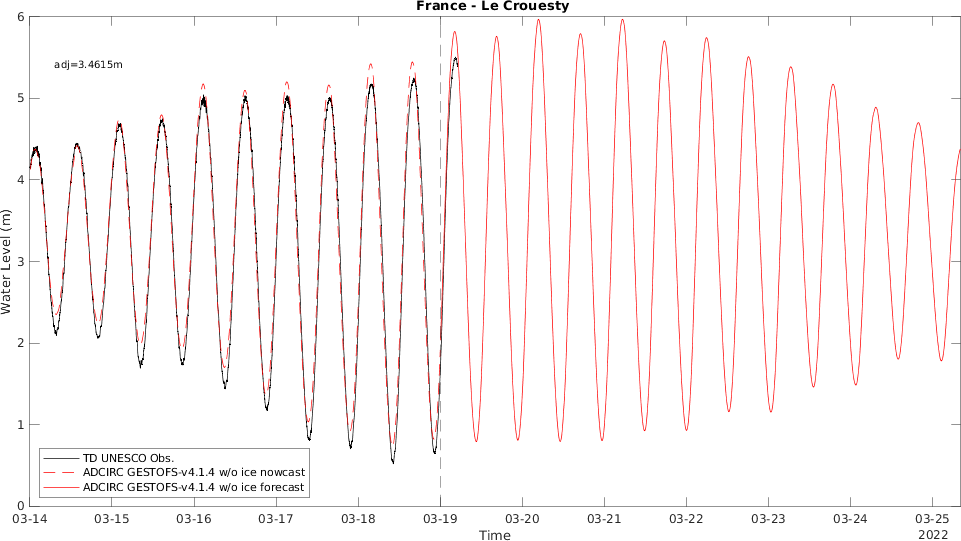 France - Le Crouesty
adj=3.4615m
Water Level (m)
6
5
4
3
2
1
0
TD UNESCO Obs.
ADCIRC GESTOFS-v4.1.4 w/o ice nowcast
ADCIRC GESTOFS-v4.1.4 w/o ice forecast
03-14 03-15 03-16 03-17 03-18 03-19 03-20 03-21 03-22 03-23 03-24 03-25
Time
2022